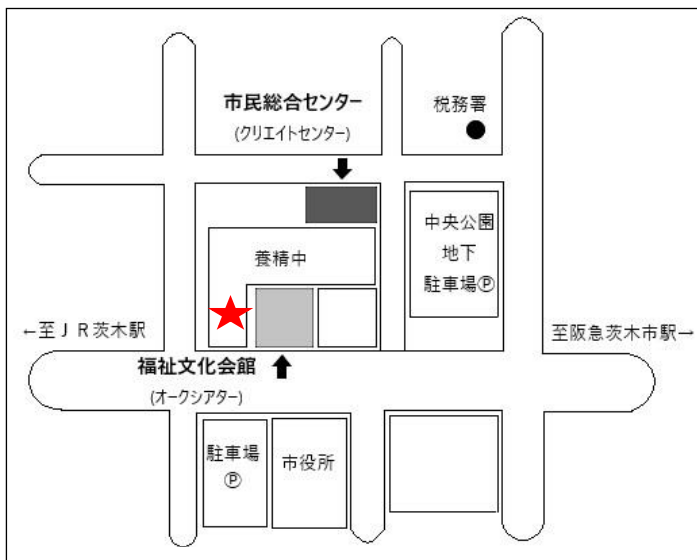 市民総合センター
(クリエイトセンター)
税務署
中央公園
地下
駐車場Ⓟ
養精中
←至ＪＲ茨木駅
至阪急茨木市駅→
福祉文化会館
(オークシアター)
駐車場
Ⓟ
市役所